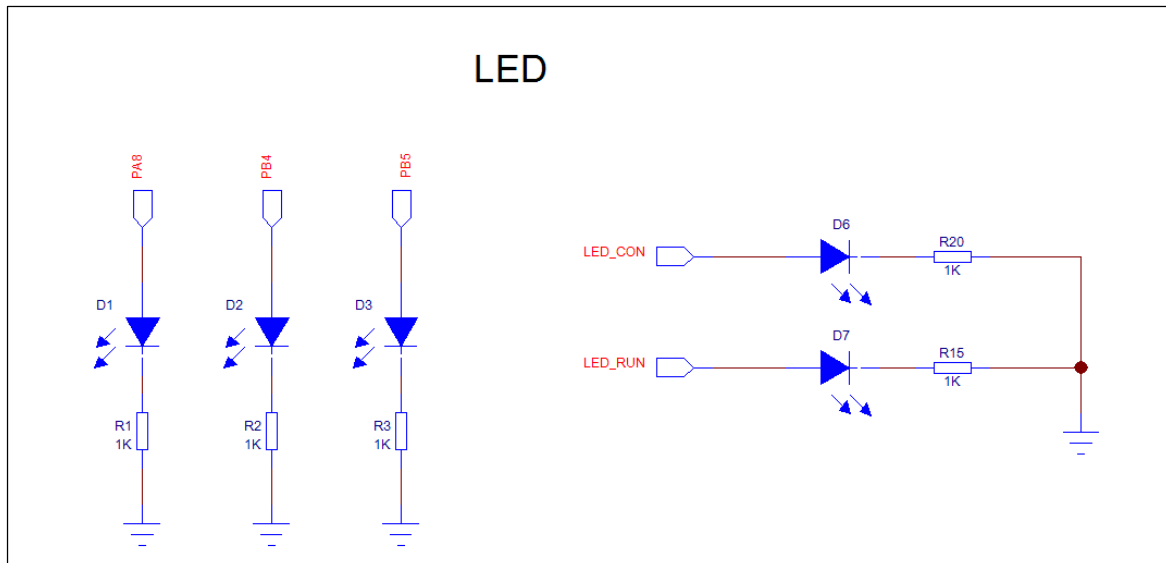 LED
PA8
PB4
PB5
D1
D2
D3
R1
1K
R2
1K
R3
1K
LED_CON
D6
R20
1K
LED_RUN
D7
R15
1K